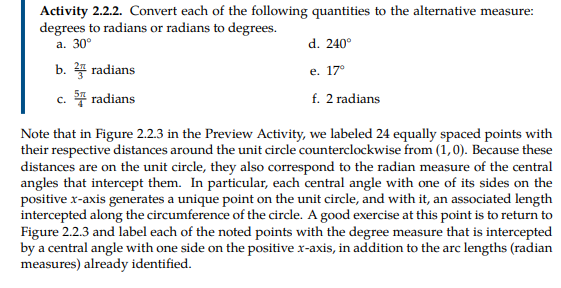 Activity 2.2.2. Convert each of the following quantities to the alternative measure:
degrees to radians or radians to degrees.
a. 30°
d. 240°
b. 2π/3 radians
e. 17°
c. 5π/4 radians
f. 2 radians
Note that in Figure 2.2.3 in the Preview Activity, we labeled 24 equally spaced points with
their respective distances around the unit circle counterclockwise from (1, 0). Because these
distances are on the unit circle, they also correspond to the radian measure of the central
angles that intercept them. In particular, each central angle with one of its sides on the
positive x-axis generates a unique point on the unit circle, and with it, an associated length
intercepted along the circumference of the circle. A good exercise at this point is to return to
Figure 2.2.3 and label each of the noted points with the degree measure that is intercepted
by a central angle with one side on the positive x-axis, in addition to the arc lengths (radian
measures) already identified.